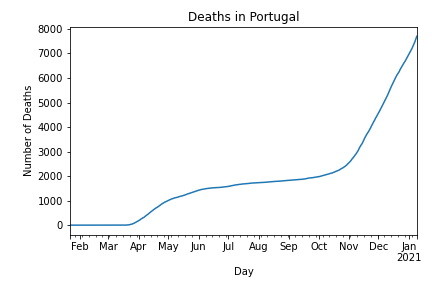 Deaths in Portugal
8000
7000
6000
5000
4000
3000
2000
1000
0
Number of Deaths
Feb Mar Apr May Jun Jul Aug Sep Oct Nov Dec Jan
2021
Day